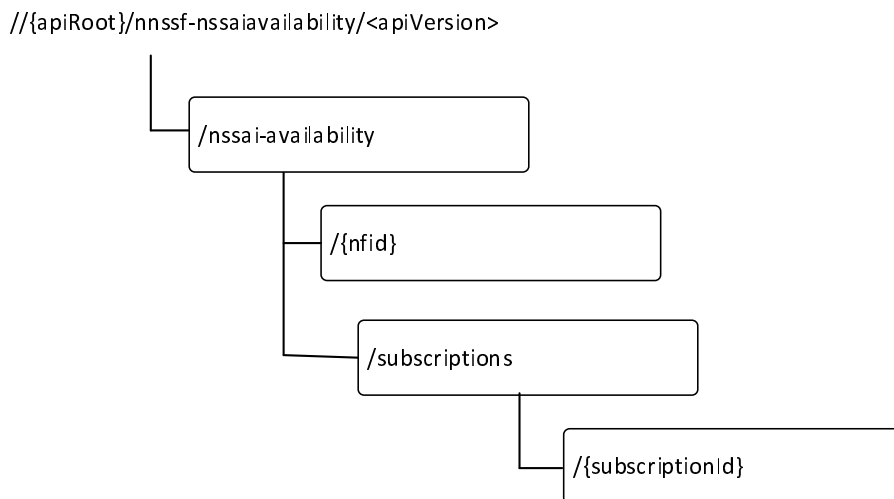 //{apiRoot}/nnssf-nssaiavailability/<apiVersion>
/nssai-availability
/{nfid}
/subscriptions
/{subscriptionId}